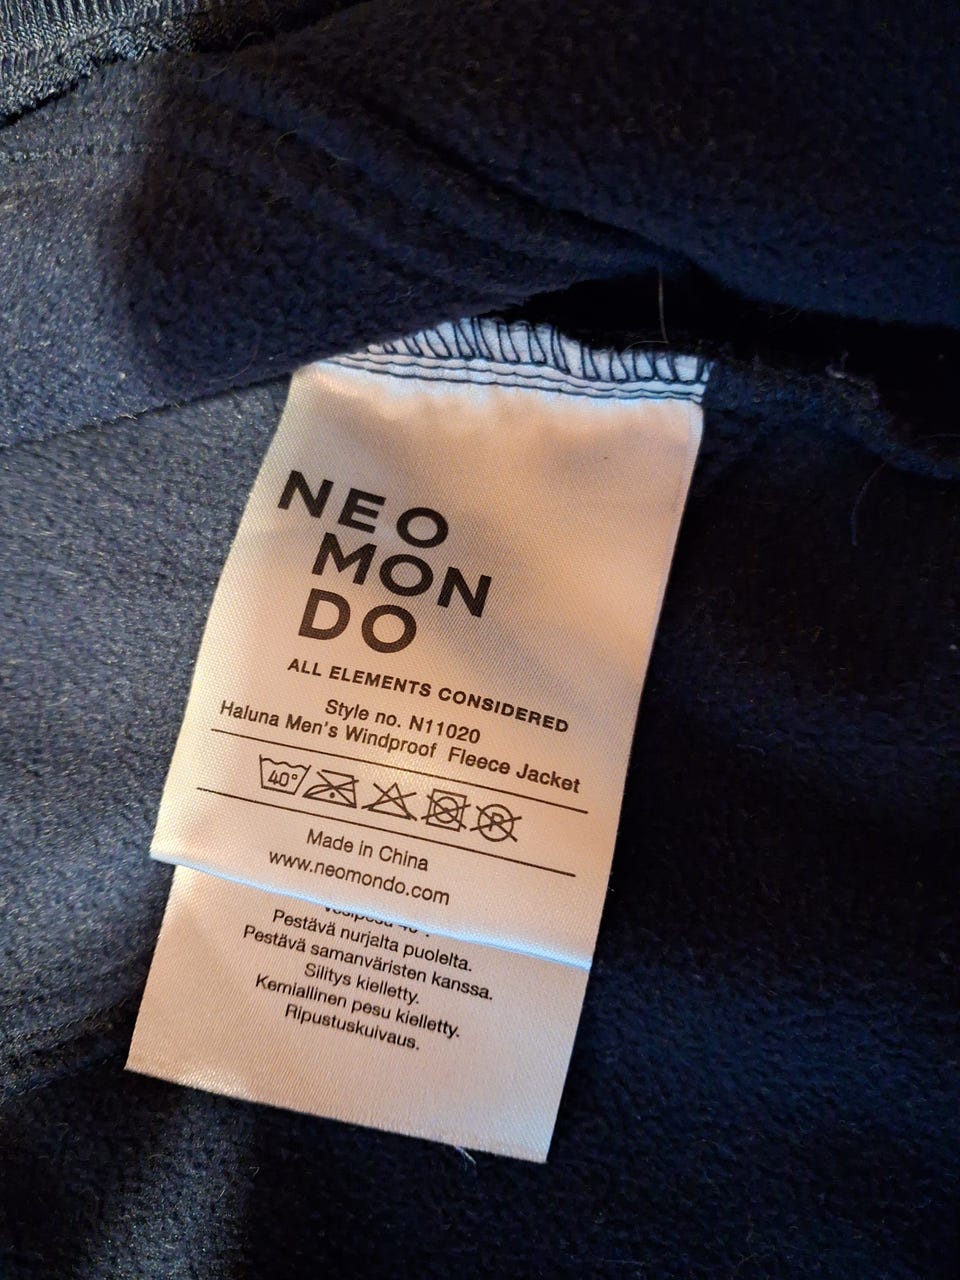 NEO
MON
DO
ALL ELEMENTS CONSIDERED
Style no. N11020
Haluna Men's Windproof Fleece Jacket
40°
P
Made in China
www.neomondo.com
Pestävä nurjalta puolelta.
Pestävä samanväristen kanssa.
Silitys kielletty.
Kemiallinen pesu kielletty.
Ripustuskuivaus.